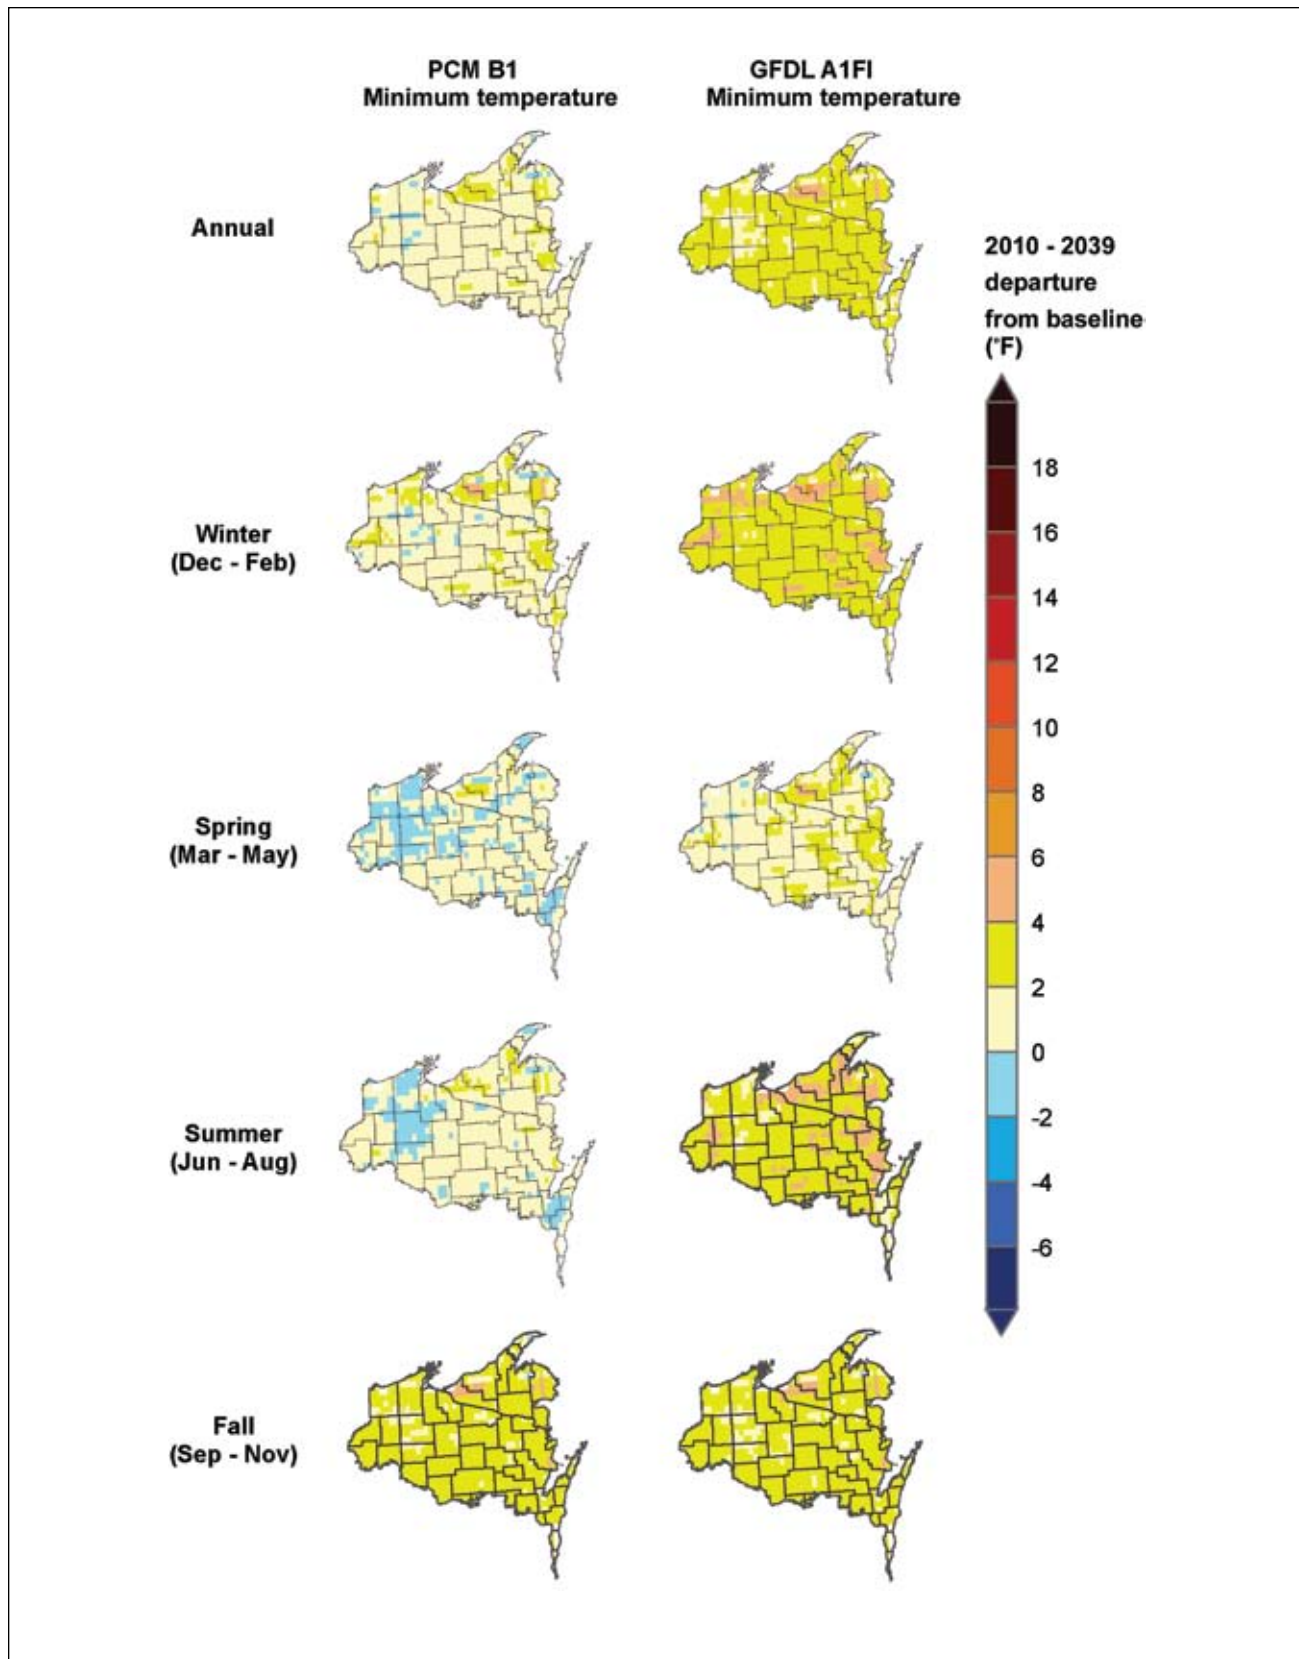 PCM B1
Minimum temperature
GFDL A1FI
Minimum temperature
Annual
2010 - 2039
departure
from baseline
(°F)
18
16
14
12
10
8
6
4
2
0
-2
-4
-6
Winter
(Dec - Feb)
Spring
(Mar - May)
Summer
(Jun - Aug)
Fall
(Sep - Nov)